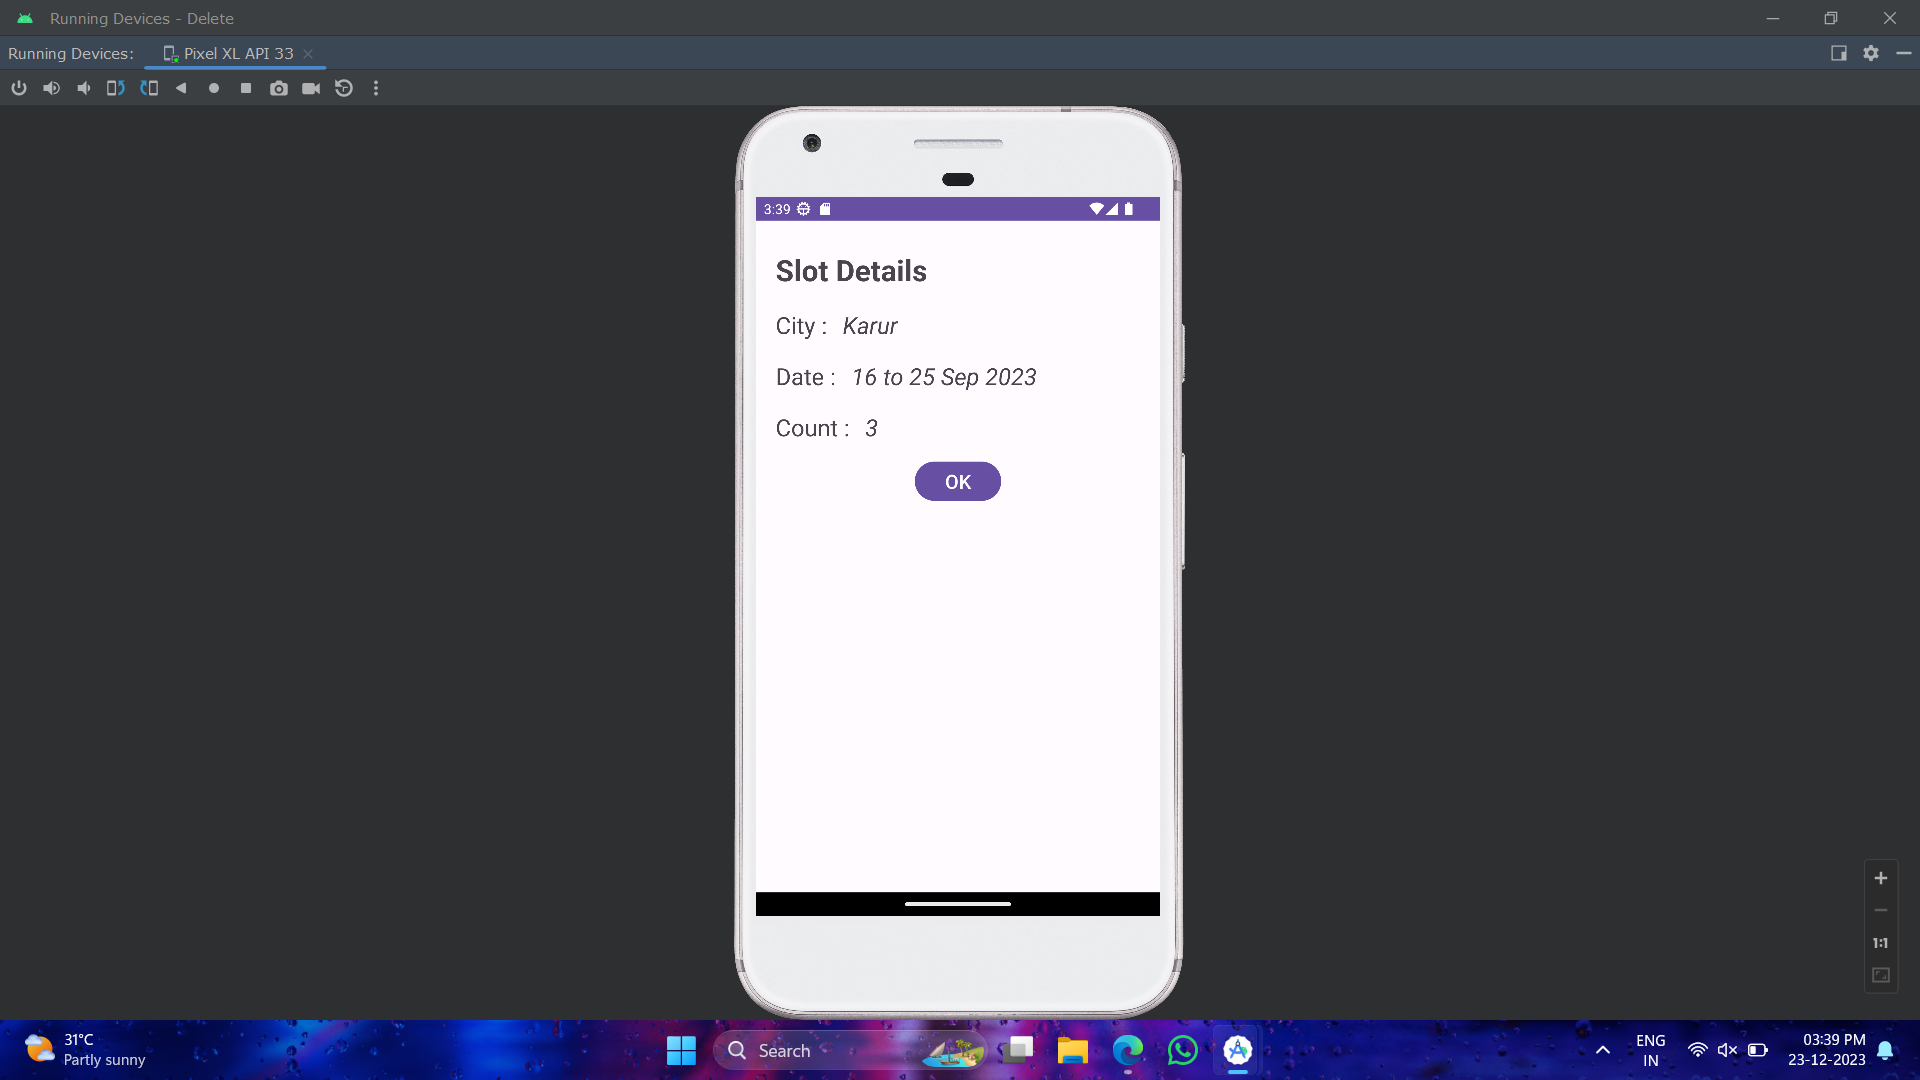 Running Devices - Delete
Running Devices: Pixel XL API 33
3:39
Slot Details
City : Karur
Date : 16 to 25 Sep 2023
Count : 3
OK
1:1
31°C
Partly sunny
Search
ENG
IN
03:39 PM
23-12-2023